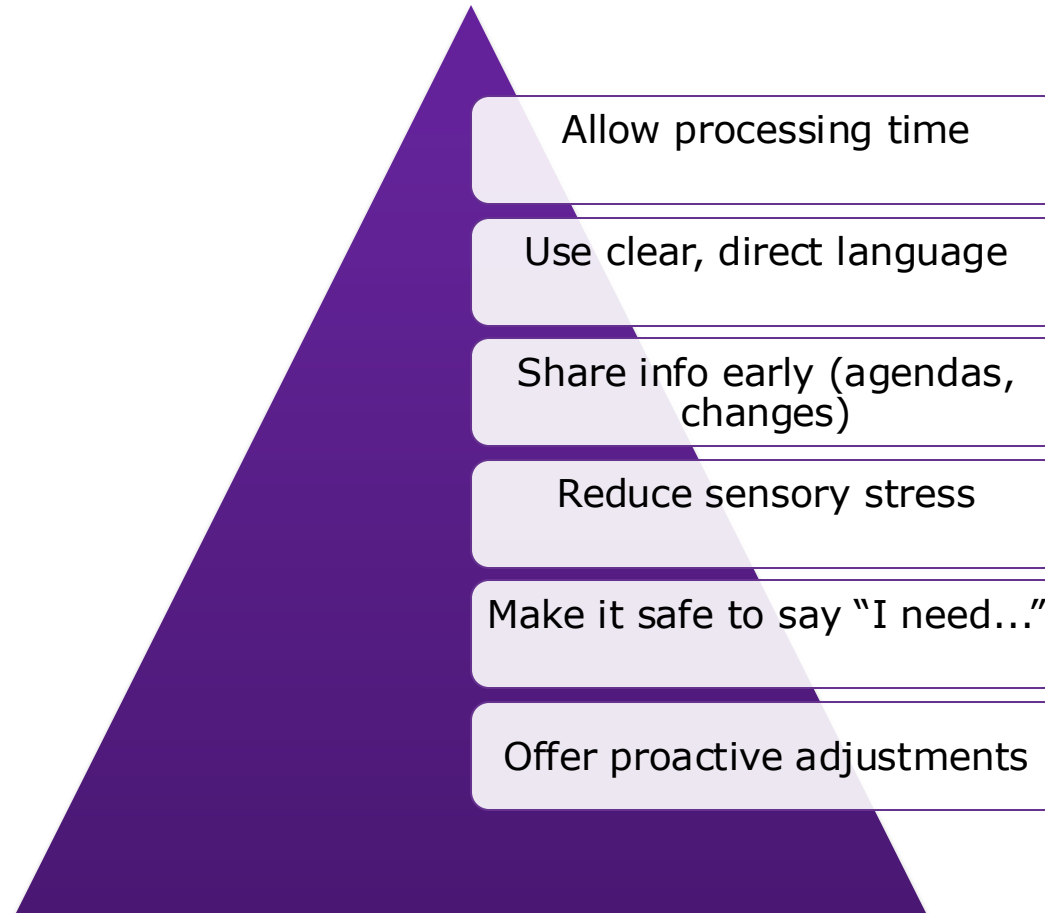 Allow processing time
Use clear, direct language
Share info early (agendas,
changes)
Reduce sensory stress
Make it safe to say “I need...”
Offer proactive adjustments